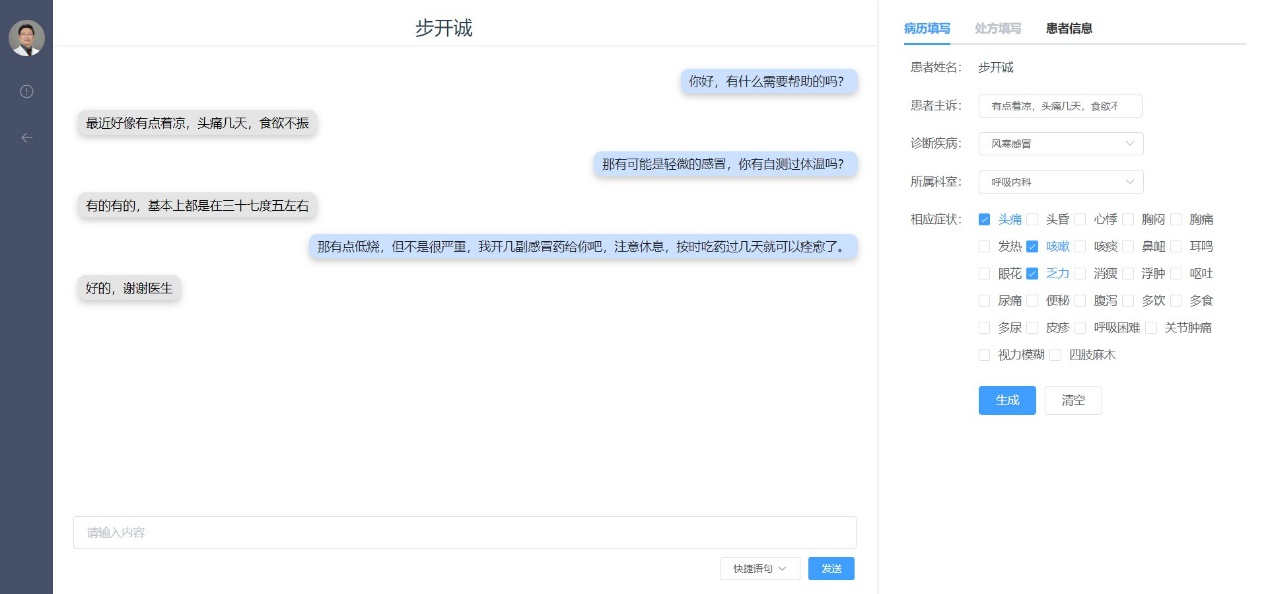 步开诚
你好，有什么需要帮助的吗？
最近好像有点着凉，头痛几天，食欲不振
那有可能是轻微的感冒，你有自测过体温吗？
有的有的，基本上都是在三十七度五左右
那有点低烧，但不是很严重，我开几副感冒药给你吧，注意休息，按时吃药过几天就可以痊愈了。
好的，谢谢医生
请输入内容
快捷语句 发送
病历填写 处方填写 患者信息
患者姓名： 步开诚
患者主诉： 有点着凉，头痛几天，食欲不
诊断疾病： 风寒感冒
所属科室： 呼吸内科
相应症状： 头痛 头昏 心悸 胸闷 胸痛
发热 咳嗽 咳痰 鼻衄 耳鸣
眼花 乏力 消瘦 浮肿 呕吐
尿痛 便秘 腹泻 多饮 多食
多尿 皮疹 呼吸困难 关节肿痛
视力模糊 四肢麻木
生成 清空